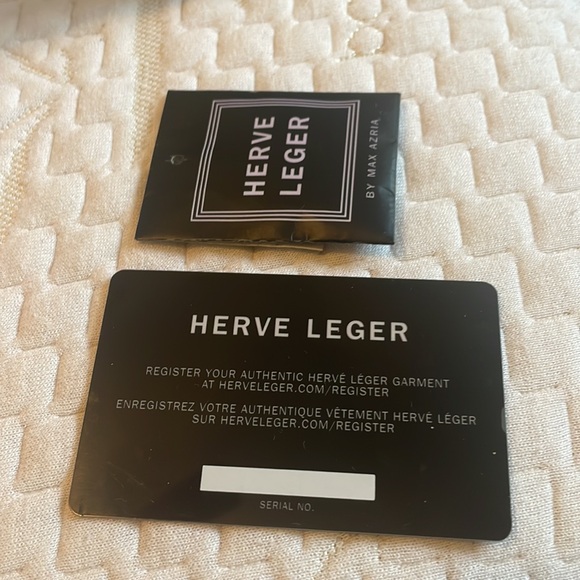 HERVE
LEGER
BY MAX AZRIA
HERVE LEGER
REGISTER YOUR AUTHENTIC HERVÉ LÉGER GARMENT
AT HERVELEGER.COM/REGISTER
ENREGISTREZ VOTRE AUTHENTIQUE VÊTEMENT HERVÉ LÉGER
SUR HERVELEGER.COM/REGISTER
SERIAL NO.